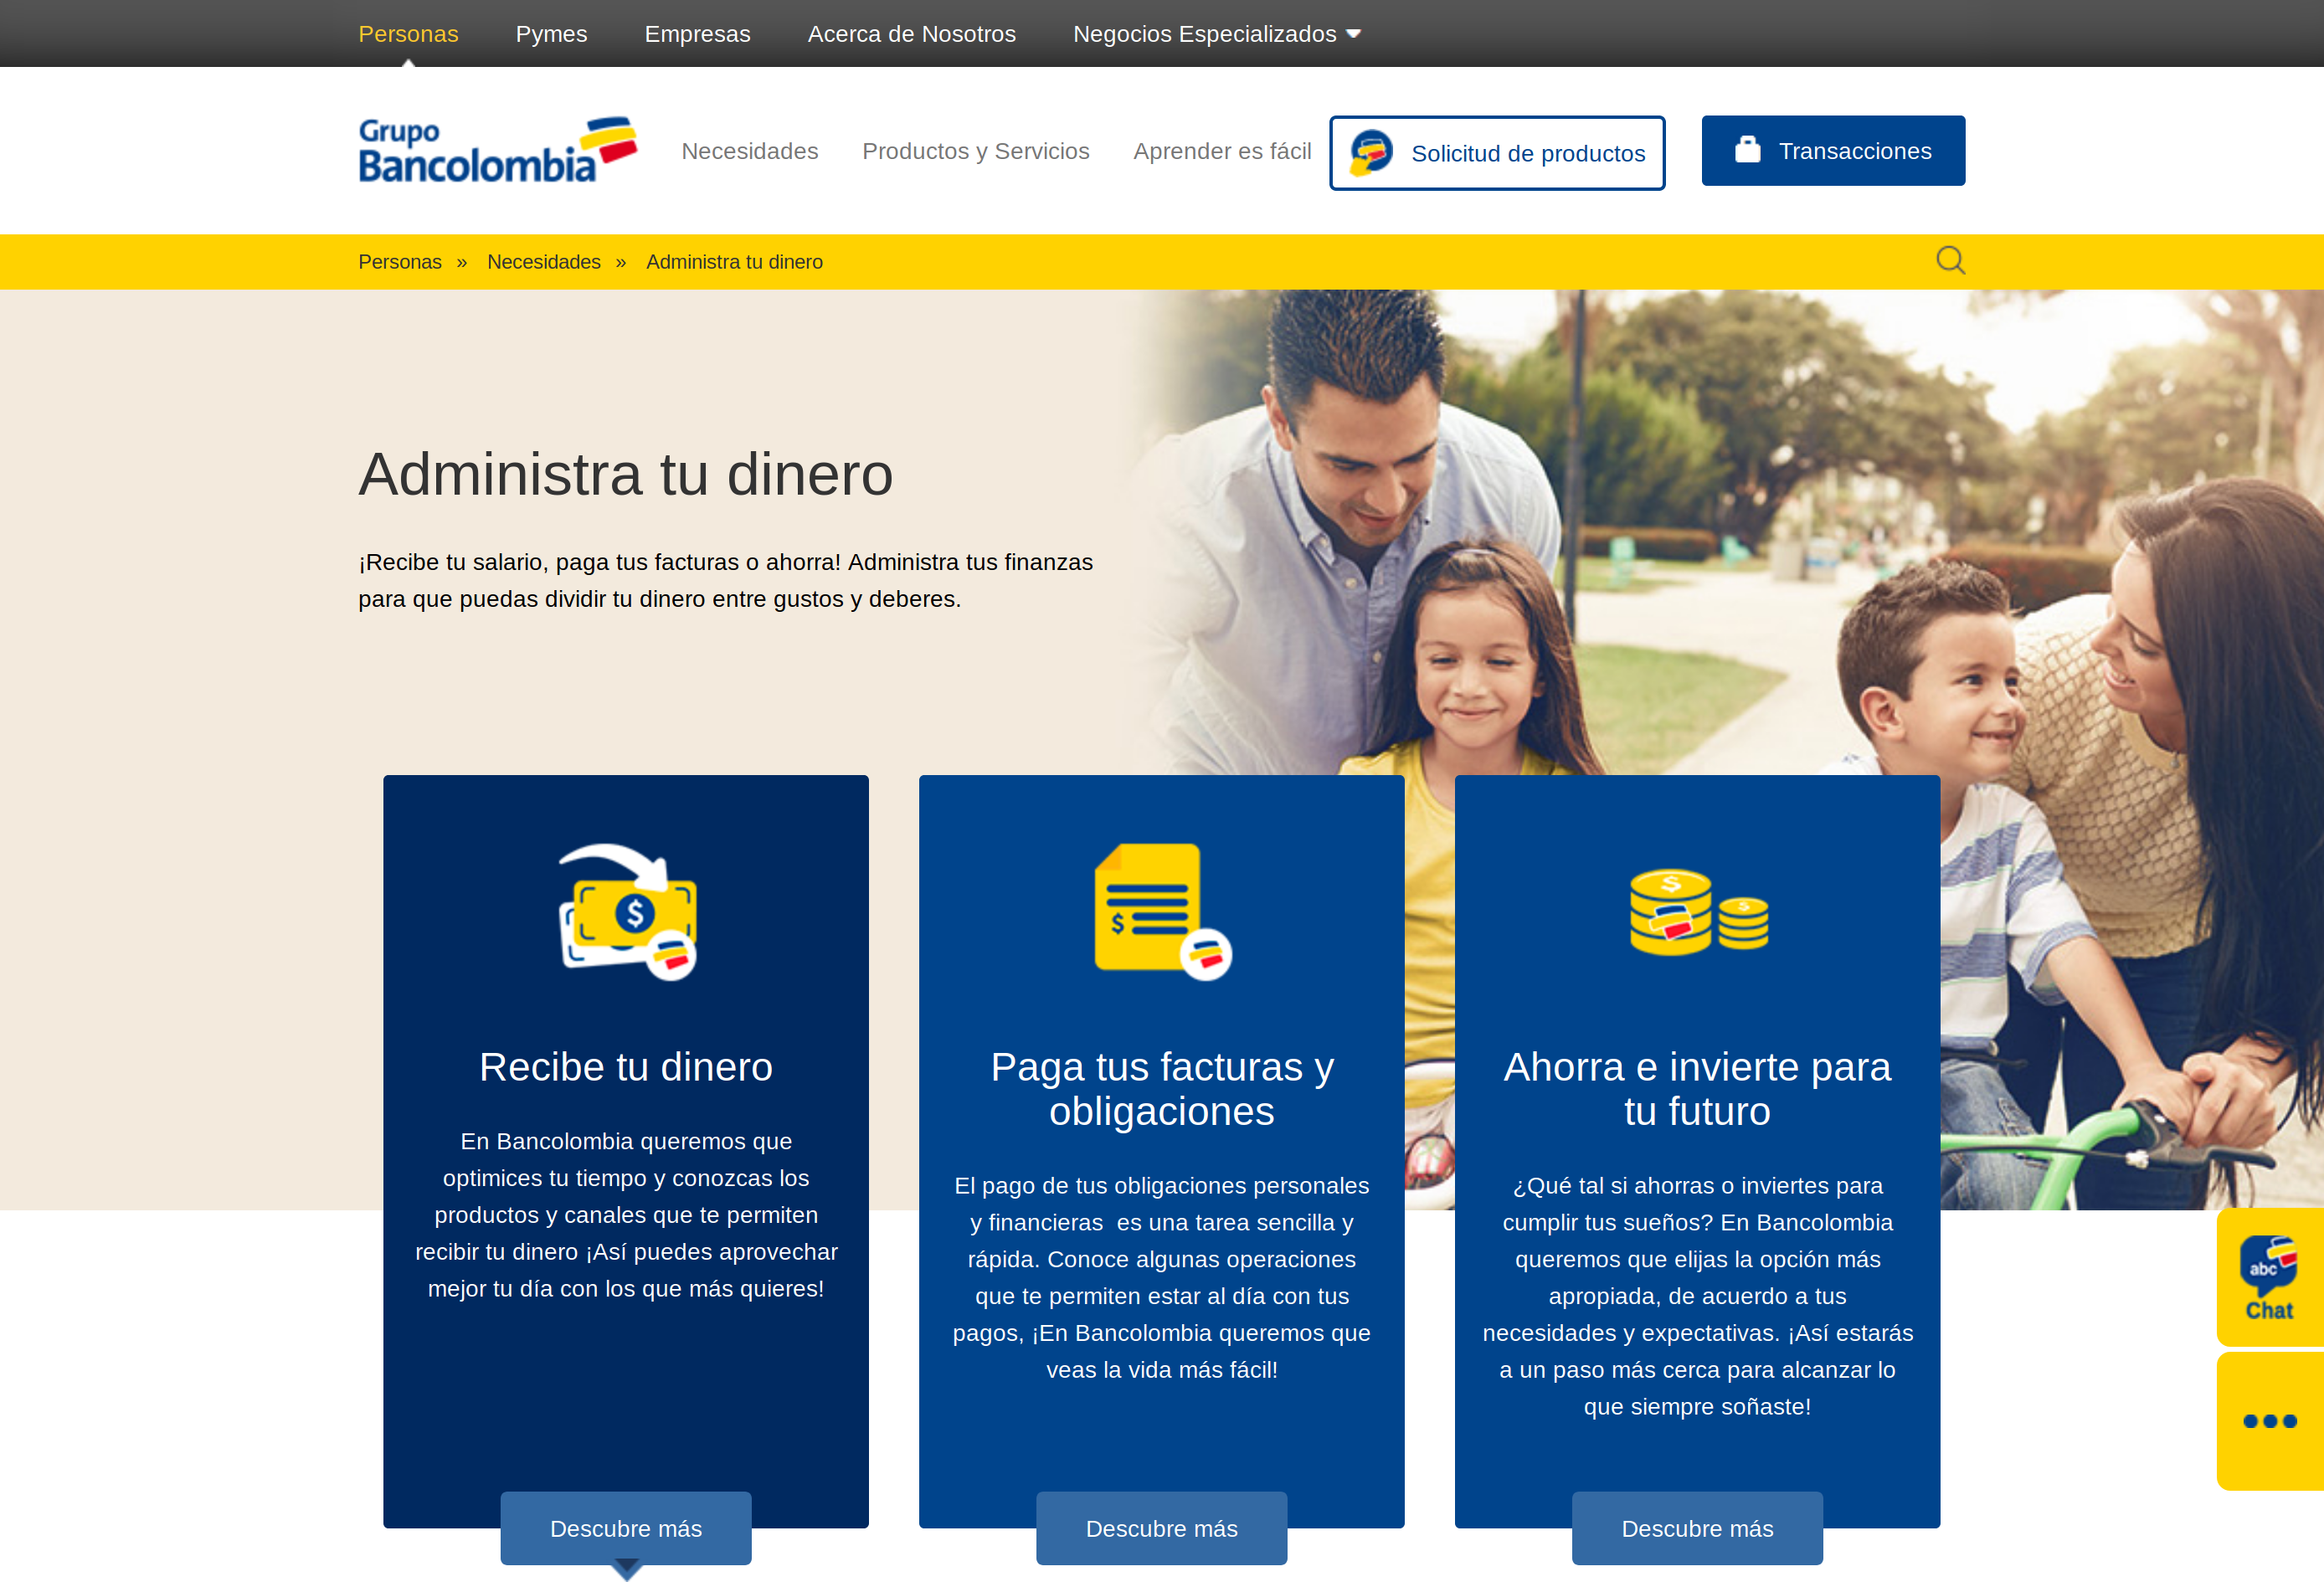 Personas Pymes Empresas Acerca de Nosotros Negocios Especializados
Grupo
Bancolombia
Necesidades Productos y Servicios Aprender es fácil Solicitud de productos Transacciones
Personas » Necesidades » Administra tu dinero
Administra tu dinero
¡Recibe tu salario, paga tus facturas o ahorra! Administra tus finanzas
para que puedas dividir tu dinero entre gustos y deberes.
$
Recibe tu dinero
En Bancolombia queremos que
optimices tu tiempo y conozcas los
productos y canales que te permiten
recibir tu dinero ¡Así puedes aprovechar
mejor tu día con los que más quieres!
Descubre más
$
Paga tus facturas y
obligaciones
El pago de tus obligaciones personales
y financieras  es una tarea sencilla y
rápida. Conoce algunas operaciones
que te permiten estar al día con tus
pagos, ¡En Bancolombia queremos que
veas la vida más fácil!
Descubre más
$ $
Ahorra e invierte para
tu futuro
¿Qué tal si ahorras o inviertes para
cumplir tus sueños? En Bancolombia
queremos que elijas la opción más
apropiada, de acuerdo a tus
necesidades y expectativas. ¡Así estarás
a un paso más cerca para alcanzar lo
que siempre soñaste!
Descubre más
abc
Chat